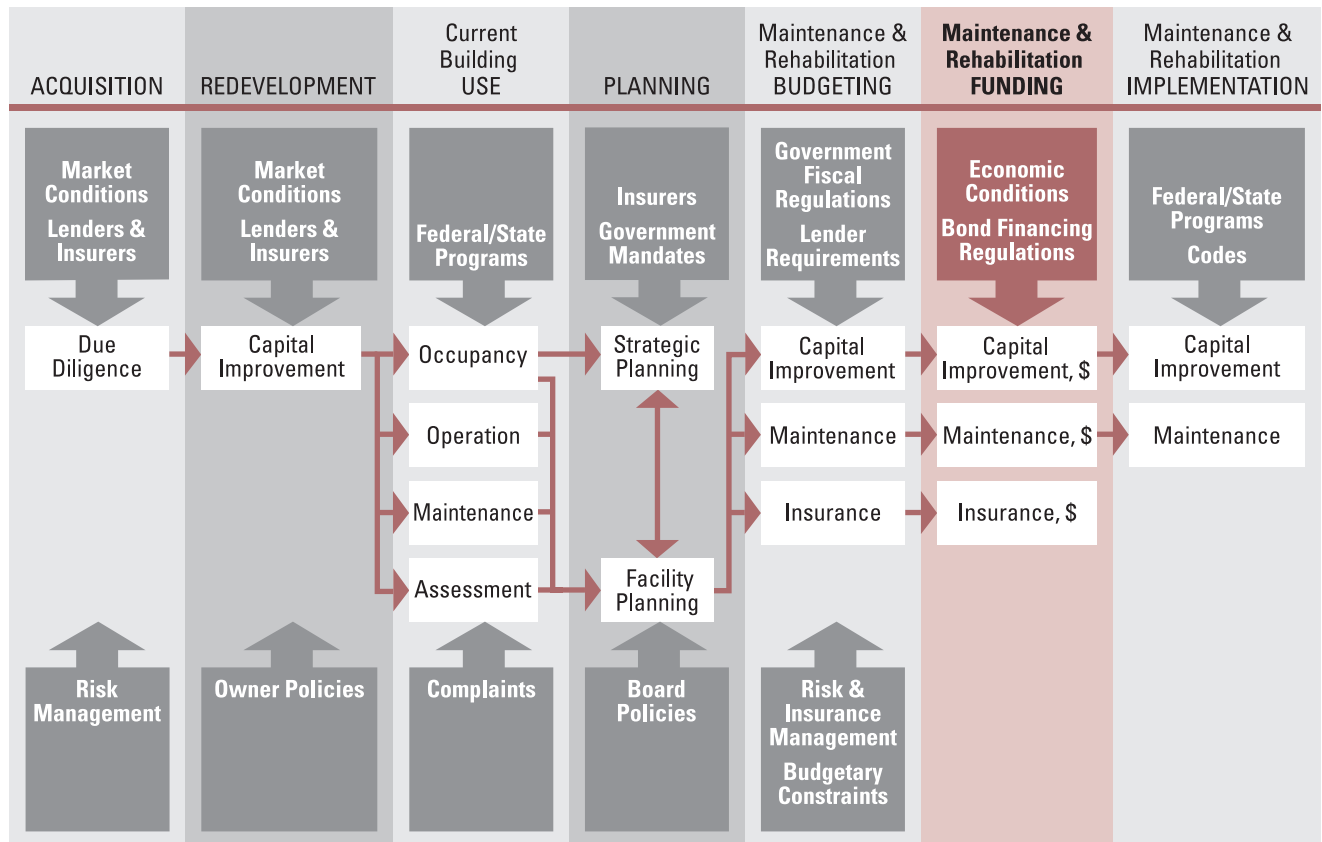 ACQUISITION
REDEVELOPMENT
Current
Building
USE
PLANNING
Maintenance &
Rehabilitation
BUDGETING
Maintenance &
Rehabilitation
FUNDING
Maintenance &
Rehabilitation
IMPLEMENTATION
Market
Conditions
Lenders &
Insurers
Market
Conditions
Lenders &
Insurers
Federal/State
Programs
Insurers
Government
Mandates
Government
Fiscal
Regulations
Lender
Requirements
Economic
Conditions
Bond Financing
Regulations
Federal/State
Programs
Codes
Due
Diligence
Capital
Improvement
Occupancy
Strategic
Planning
Capital
Improvement
Capital
Improvement, $
Capital
Improvement
Operation
Maintenance
Maintenance, $
Maintenance
Maintenance
Insurance
Insurance, $
Assessment
Facility
Planning
Risk
Management
Owner Policies
Complaints
Board
Policies
Risk &
Insurance
Management
Budgetary
Constraints